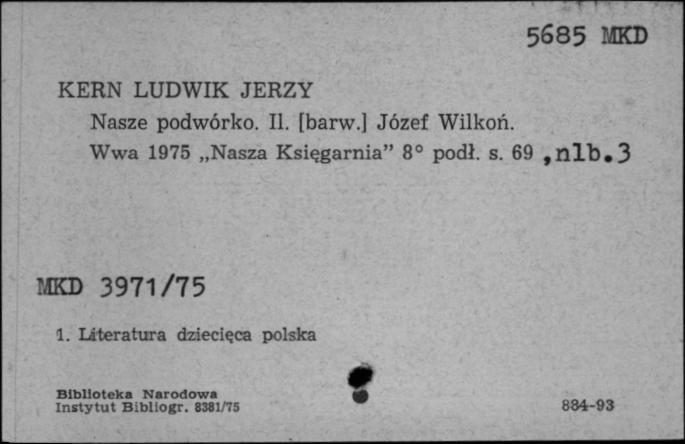 5685 MKD
KERN LUDWIK JERZY
Nasze podwórko. Il. [barw.] Józef Wilkoń.
Wwa 1975 „Nasza Księgarnia” 8° podł. s. 69 ,nlb.3
MKD 3971/75
1. Literatura dziecięca polska
Biblioteka Narodowa
Instytut Bibliogr. 8381/75
884-93